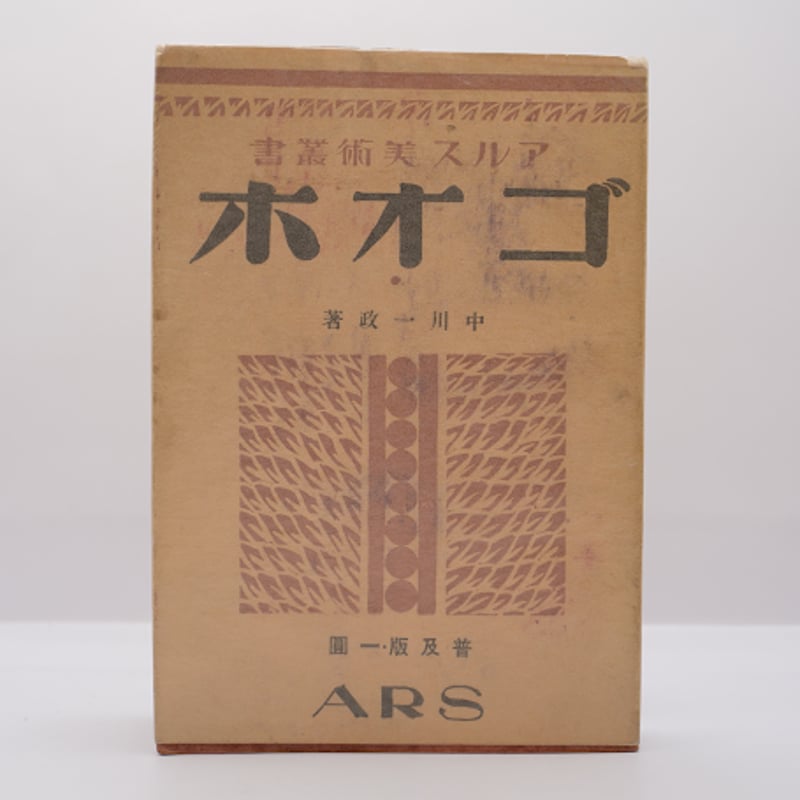 アルス美術叢書
ゴオホ
中川一政著
普及版・一圓
ARS